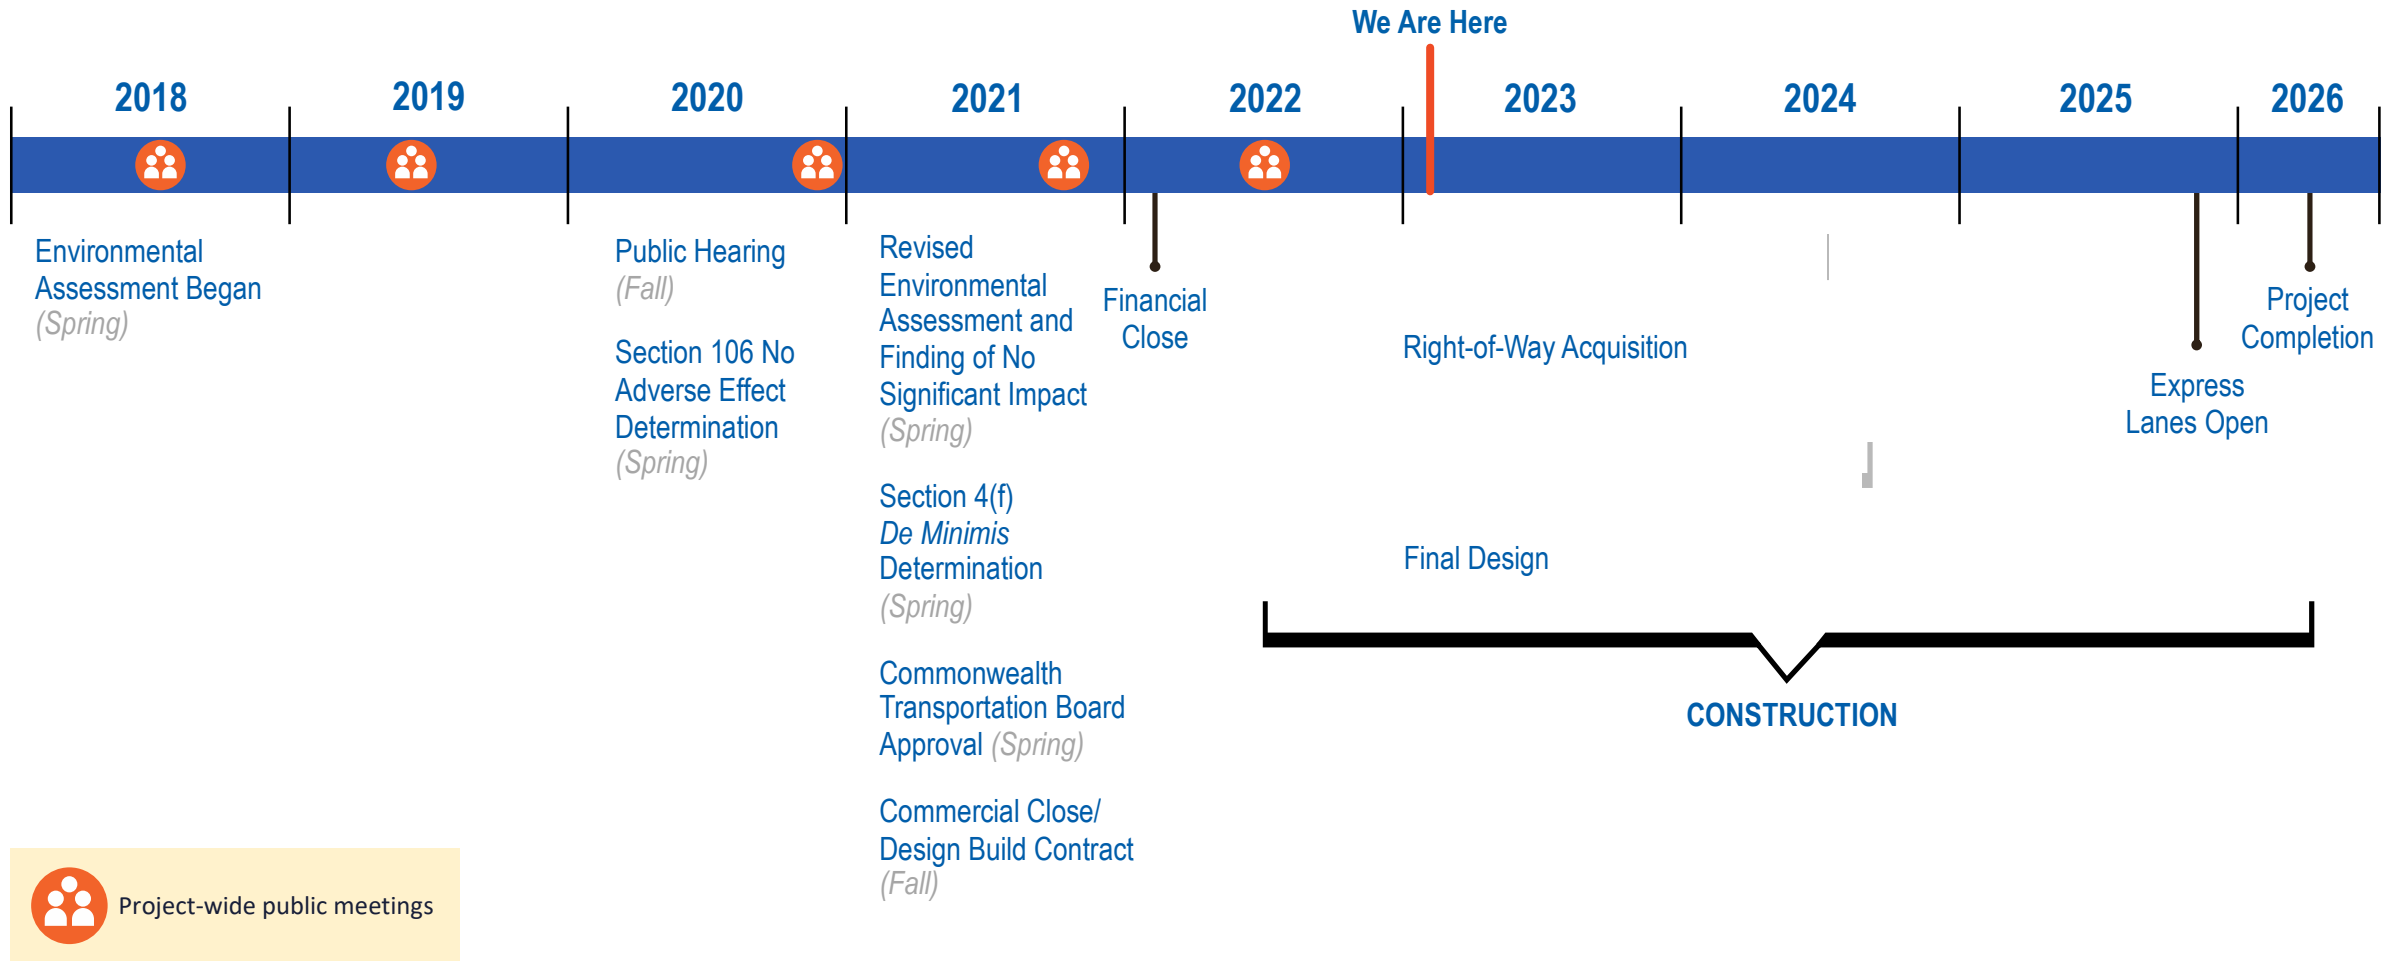 We Are Here
2018
2019
2020
2021
2022
2023
2024
2025
2026
Environmental
Assessment Began
(Spring)
Public Hearing
(Fall)
Section 106 No
Adverse Effect
Determination
(Spring)
Revised
Environmental
Assessment and
Finding of No
Significant Impact
(Spring)
Section 4(f)
De Minimis
Determination
(Spring)
Commonwealth
Transportation Board
Approval (Spring)
Commercial Close/
Design Build Contract
(Fall)
Financial
Close
Right-of-Way Acquisition
Final Design
CONSTRUCTION
Express
Lanes Open
Project
Completion
Project-wide public meetings